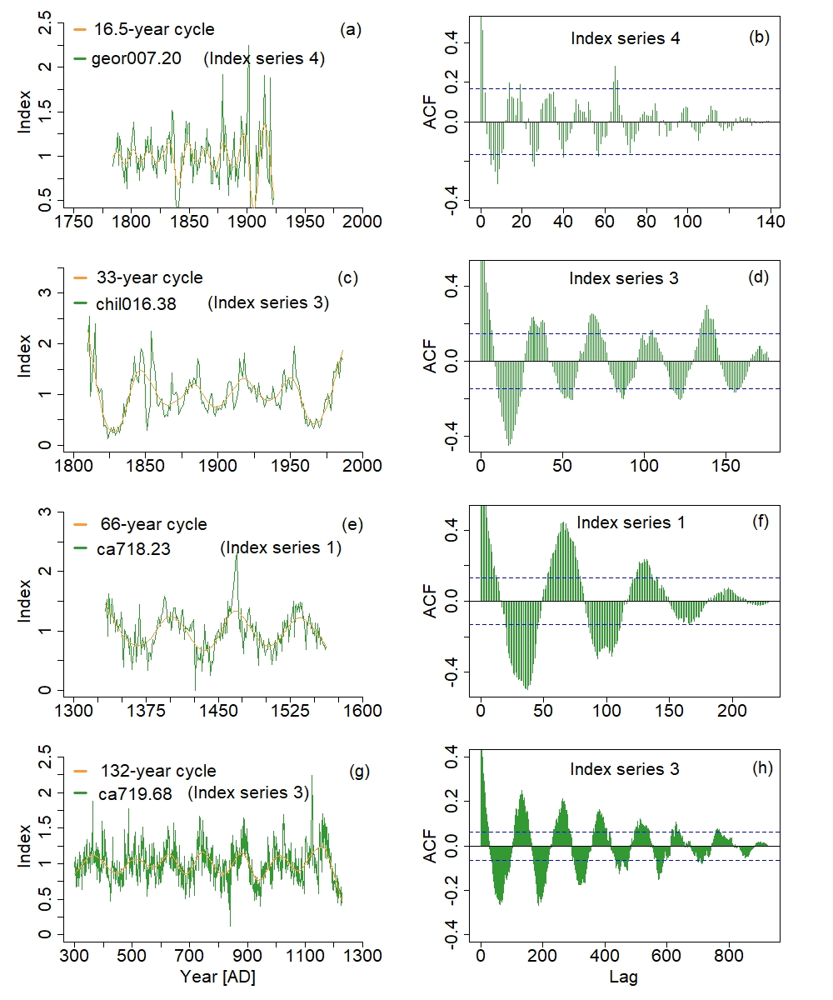 16.5-year cycle (a)
geor007.20 (Index series 4)
Index
2.5
2
1.5
1
0.5
1750 1800 1850 1900 1950 2000
Index series 4 (b)
ACF
0.4
0.2
0.0
-0.4
0 20 40 60 80 100 140
33-year cycle (c)
chil016.38 (Index series 3)
Index
3
2
1
0
1800 1850 1900 1950 2000
Index series 3 (d)
ACF
0.4
0.0
-0.4
0 50 100 150
66-year cycle (e)
ca718.23 (Index series 1)
Index
3
2
1
0
1300 1375 1450 1525 1600
Index series 1 (f)
ACF
0.4
0.0
-0.4
0 50 100 150 200
132-year cycle (g)
ca719.68 (Index series 3)
Index
2.5
2
1.5
1
0.5
0
300 500 700 900 1100 1300
Year [AD]
Index series 3 (h)
ACF
0.4
0.2
0.0
-0.2
-0.4
0 200 400 600 800
Lag